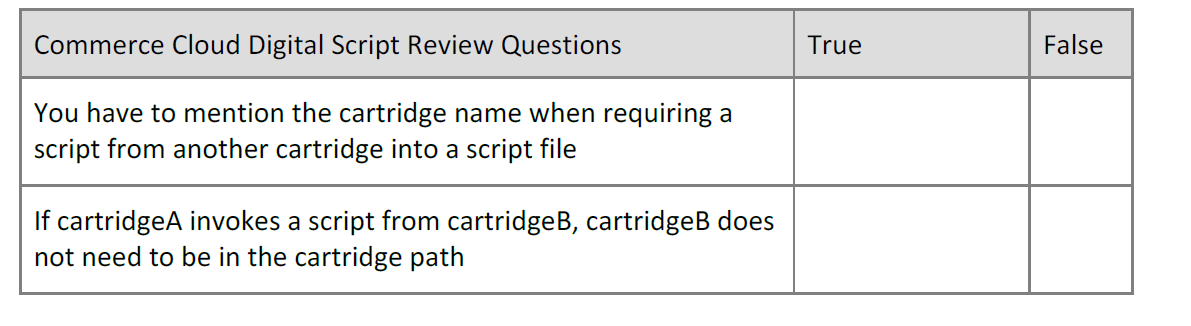 Commerce Cloud Digital Script Review Questions True False
You have to mention the cartridge name when requiring a
script from another cartridge into a script file
If cartridgeA invokes a script from cartridgeB, cartridgeB does
not need to be in the cartridge path